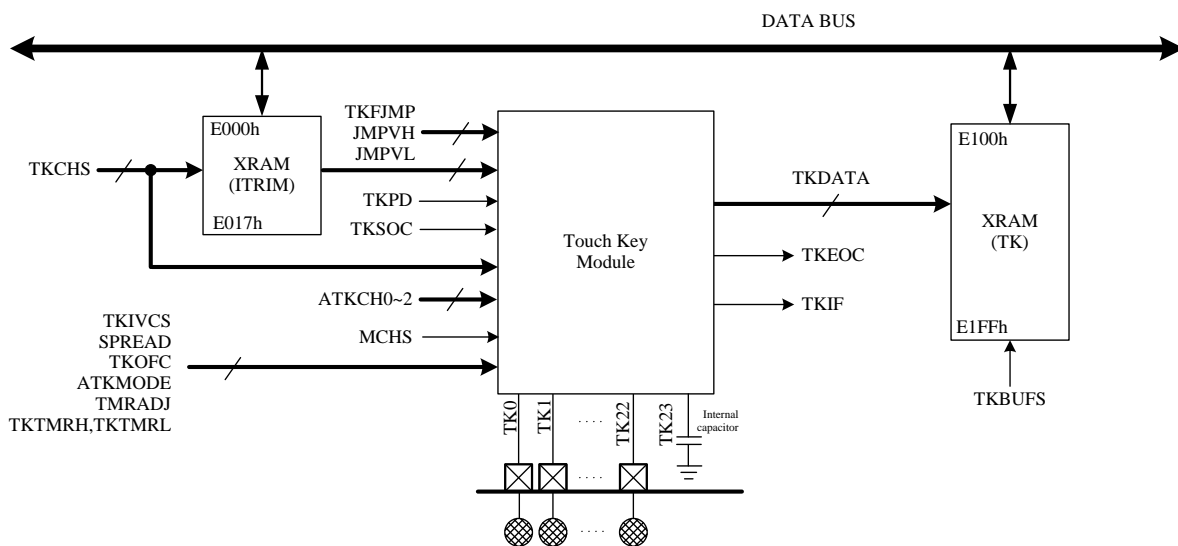 DATA BUS
E000h
XRAM
(ITRIM)
E017h
TKCHS
TKFJMP
JMPVH
JMPVL
TKPD
TKSOC
ATKCH0~2
MCHS
TKIVCS
SPREAD
TKOFC
ATKMODE
TMRADJ
TKTMRH,TKTMRL
Touch Key
Module
TKDATA
TKEOC
TKIF
E100h
XRAM
(TK)
E1FFh
TKBUFS
TK0
TK1
. . . .
TK22
TK23
Internal
capacitor
. . . .
. . . .